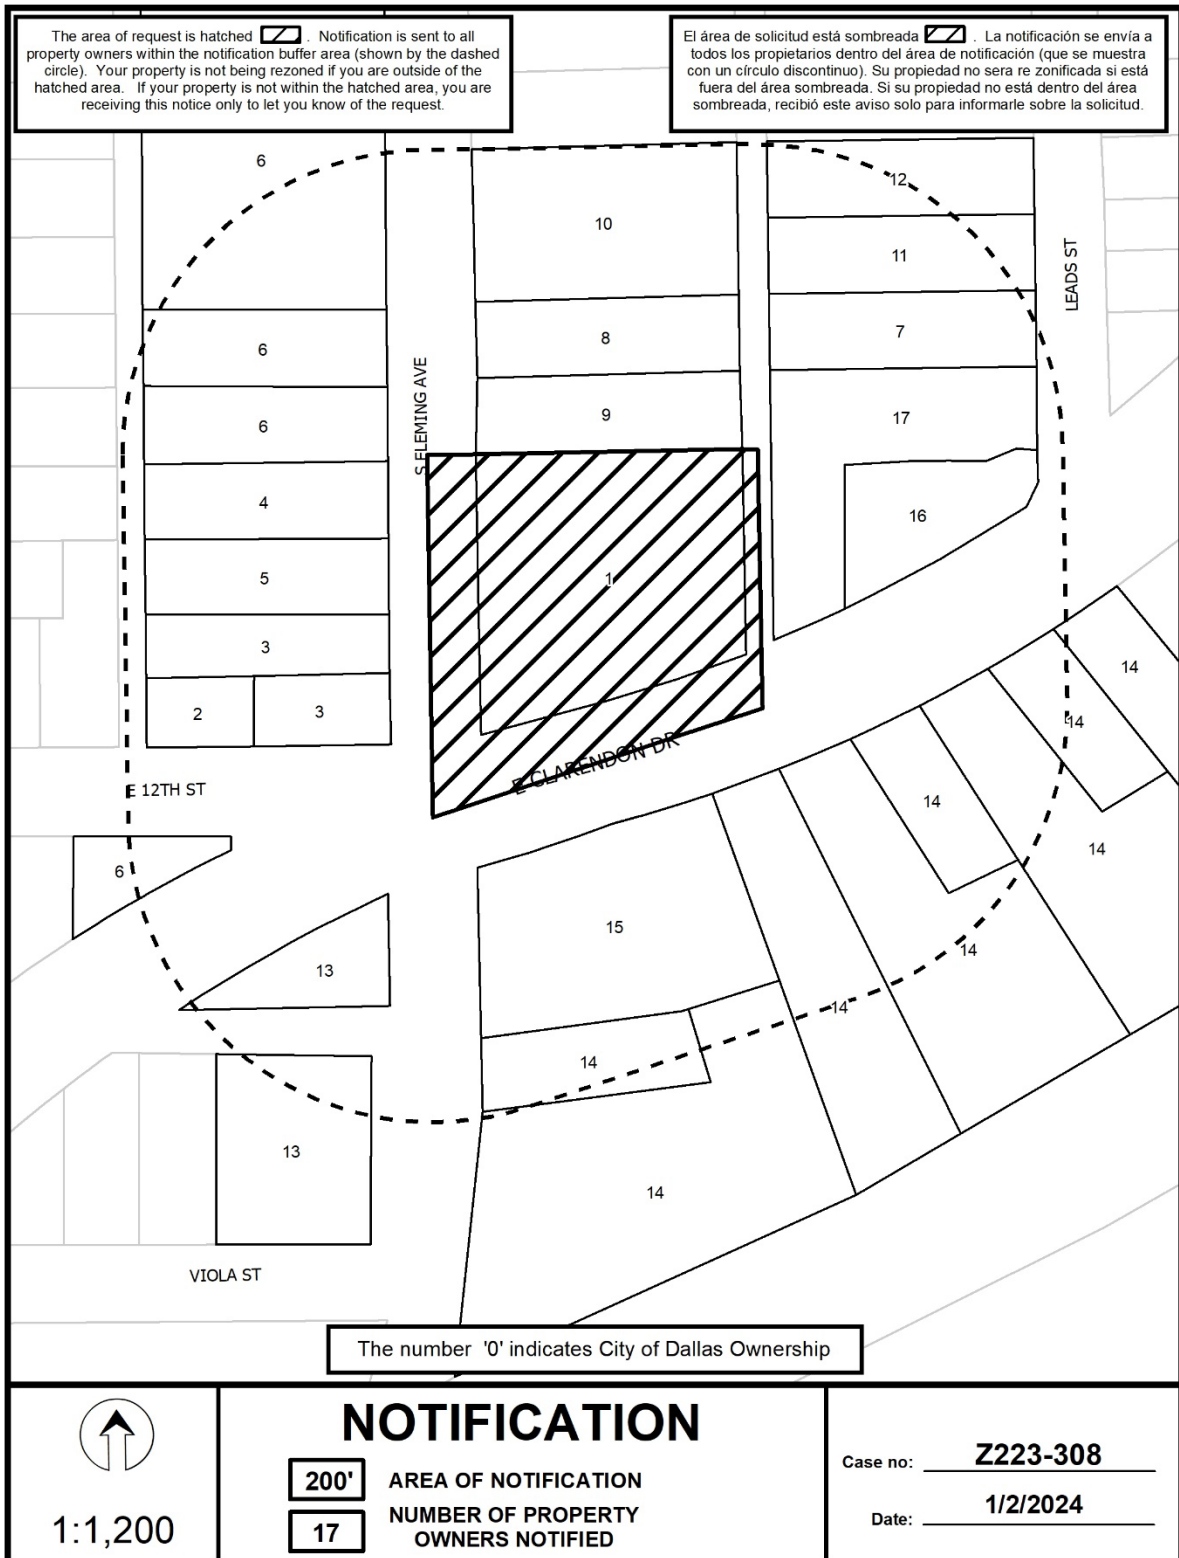 The area of request is hatched . Notification is sent to all
property owners within the notification buffer area (shown by the dashed
circle). Your property is not being rezoned if you are outside of the
hatched area. If your property is not within the hatched area, you are
receiving this notice only to let you know of the request.
El área de solicitud está sombreada . La notificación se envía a
todos los propietarios dentro del área de notificación (que se muestra
con un círculo discontinuo). Su propiedad no sera re zonificada si está
fuera del área sombreada. Si su propiedad no está dentro del área
sombreada, recibió este aviso solo para informarle sobre la solicitud.
6
12
10
11
LEADS ST
7
8
6
S FLEMING AVE
9
17
6
4
16
5
1
3
14
2
3
14
E CLARENDON DR
E 12TH ST
14
14
6
15
14
13
14
14
13
14
VIOLA ST
The number '0' indicates City of Dallas Ownership
1:1,200
NOTIFICATION
200' AREA OF NOTIFICATION
17 NUMBER OF PROPERTY
OWNERS NOTIFIED
Case no: Z223-308
Date: 1/2/2024